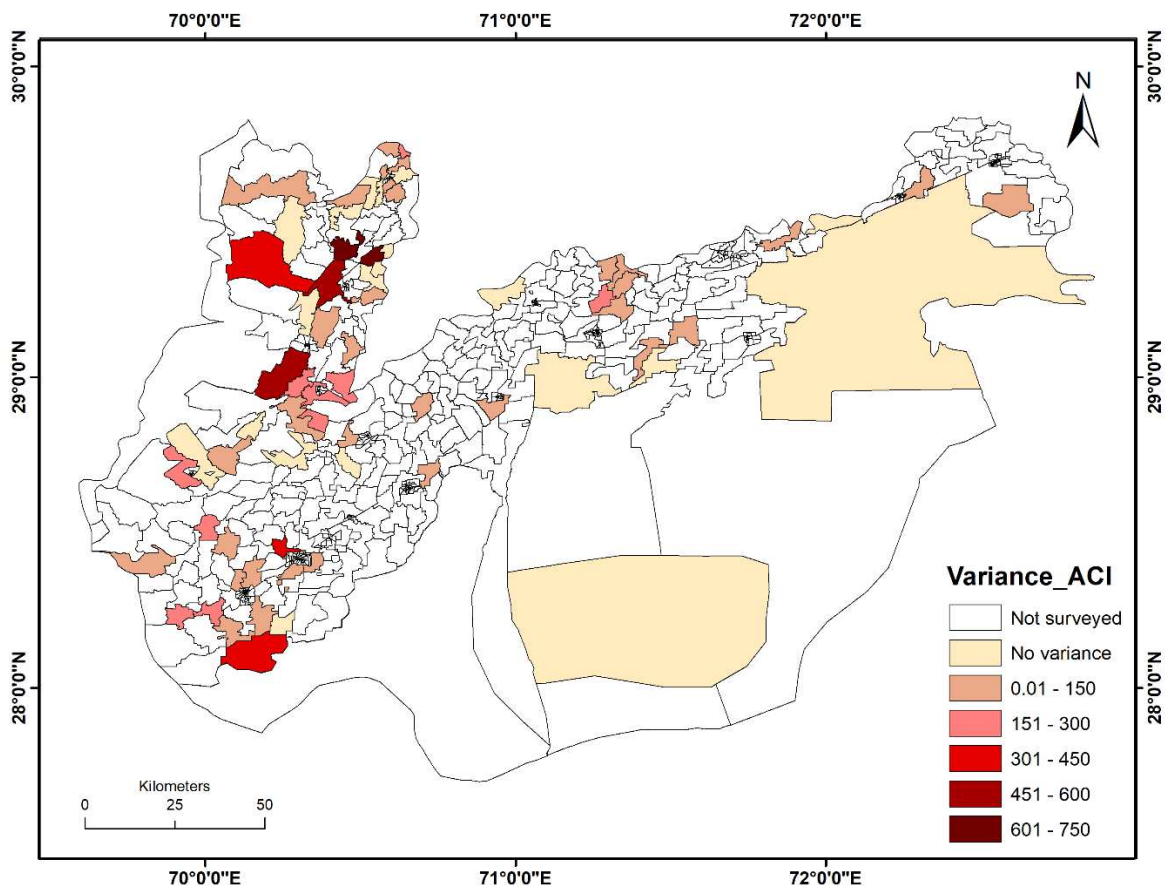 70°0'0"E 71°0'0"E 72°0'0"E
30°0'0"N 30°0'0"N
N
29°0'0"N 29°0'0"N
28°0'0"N 28°0'0"N
Variance_ACI
Not surveyed
No variance
0.01 - 150
151 - 300
301 - 450
451 - 600
601 - 750
Kilometers
0 25 50
70°0'0"E 71°0'0"E 72°0'0"E